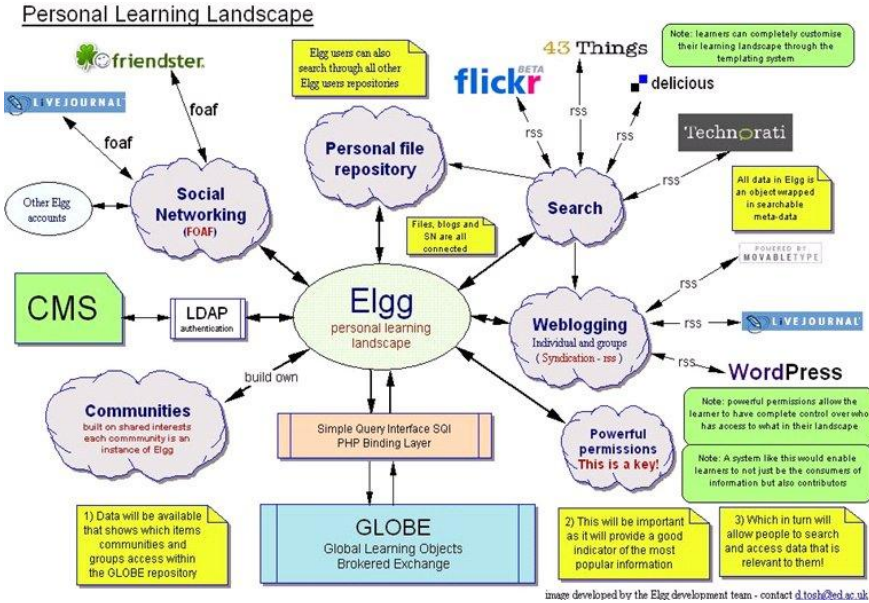 Personal Learning Landscape
friendster.
LiVEJOURNAL
foaf
foaf
Elgg users can also
search through all other
Elgg users repositories
43 Things
BETA
flickr
delicious
Technorati
Note: learners can completely customise
their learning landscape through the
templating system
rss
rss
rss
rss
Other Elgg
accounts
Social
Networking
(FOAF)
Personal file
repository
Search
All data in Elgg is
an object wrapped
in searchable
meta-data
Files, blogs and
SN are all
connected
CMS
LDAP
authentication
Elgg
personal learning
landscape
Weblogging
Individual and groups
( Syndication - rss )
rss
rss
rss
POWERED BY
MOVABLETYPE
LiVEJOURNAL
WORDPRESS
build own
Communities
built on shared interests
each commmunity is an
instance of Elgg
Simple Query Interface SQI
PHP Binding Layer
Powerful
permissions
This is a key!
Note: powerful permissions allow the
learner to have complete control over who
has access to what in their landscape
Note: A system like this would enable
learners to not just be the consumers of
information but also contributors
1) Data will be available
that shows which items
communities and
groups access within
the GLOBE repository
GLOBE
Global Learning Objects
Brokered Exchange
2) This will be important
as it will provide a good
indicator of the most
popular information
3) Which in turn will
allow people to search
and access data that is
relevant to them!
image developed by the Elgg development team - contact d.tosh@ed.ac.uk